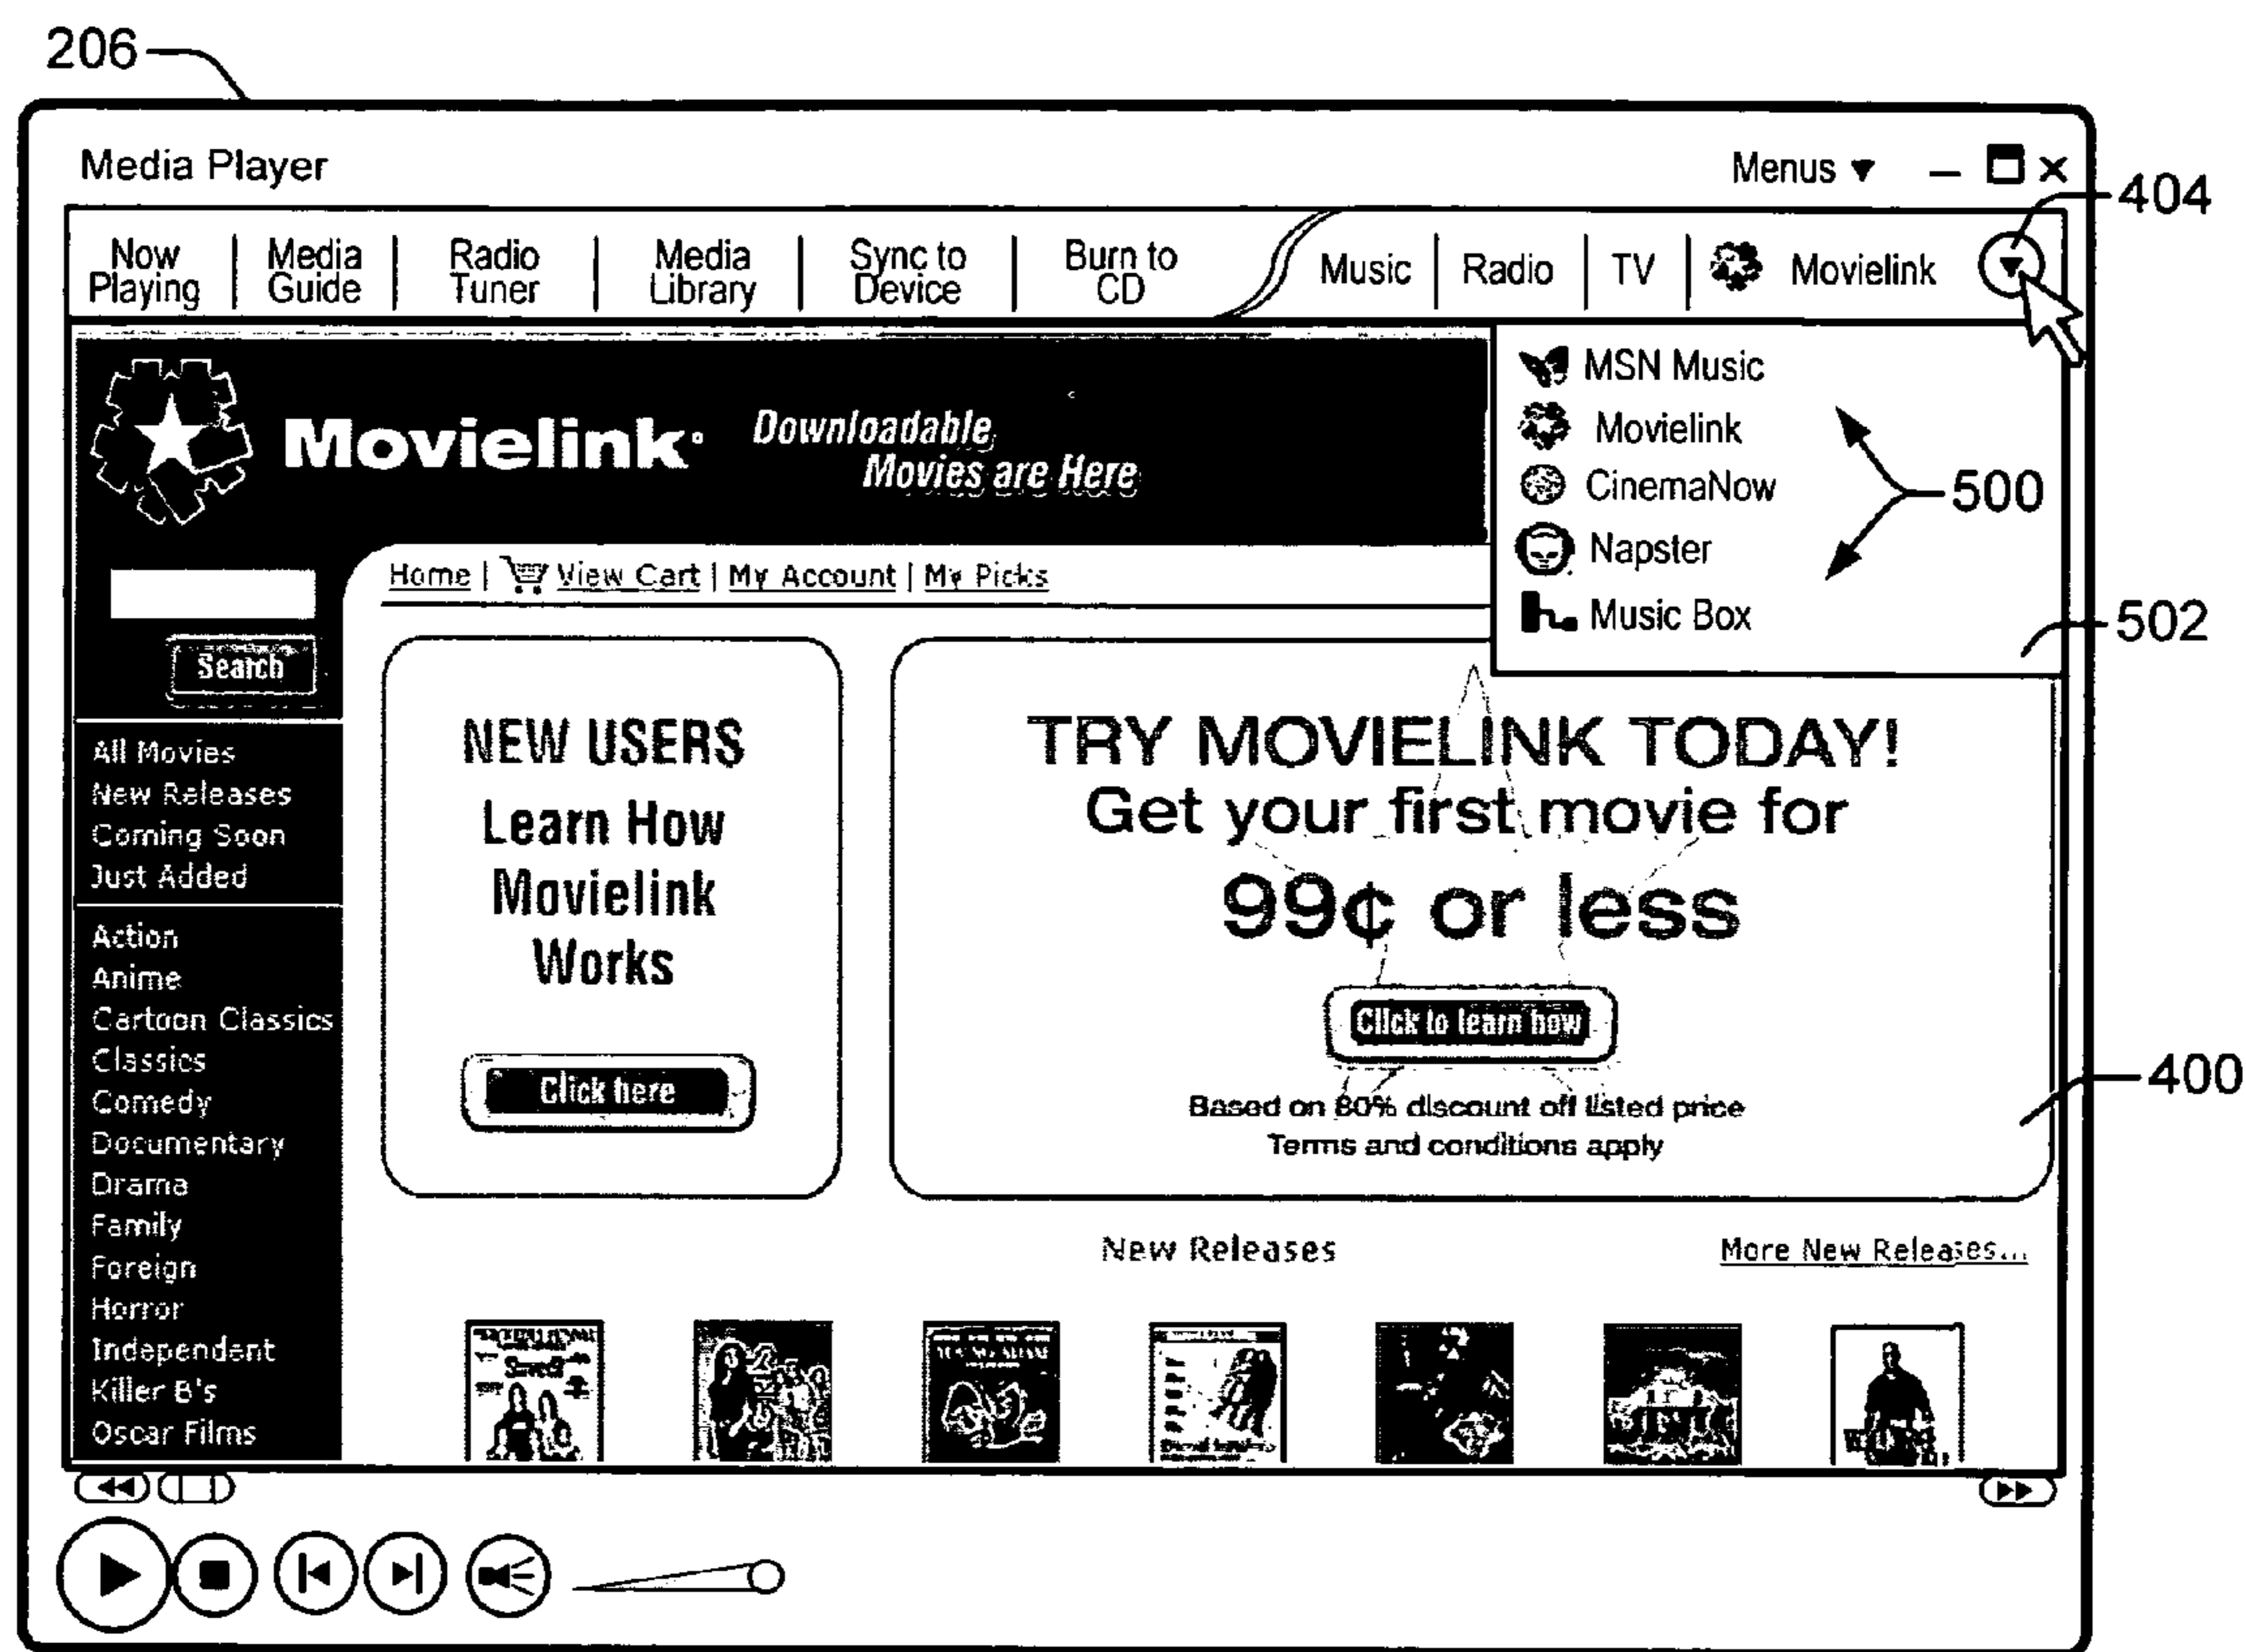 206
Media Player
Menus
404
Now Playing
Media Guide
Radio Tuner
Media Library
Sync to Device
Burn to CD
Music
Radio
TV
Movielink
MSN Music
Movielink
CinemaNow
Napster
Music Box
500
502
Movielink
Downloadable
Movies are Here
Home | View Cart | My Account | My Picks
Search
All Movies
New Releases
Coming Soon
Just Added
Action
Anime
Cartoon Classics
Classics
Comedy
Documentary
Drama
Family
Foreign
Horror
Independent
Killer B's
Oscar Films
NEW USERS
Learn How
Movielink
Works
Click here
TRY MOVIELINK TODAY!
Get your first movie for
99¢ or less
Click to learn how
Based on 80% discount off listed price
Terms and conditions apply
400
New Releases
More New Releases...